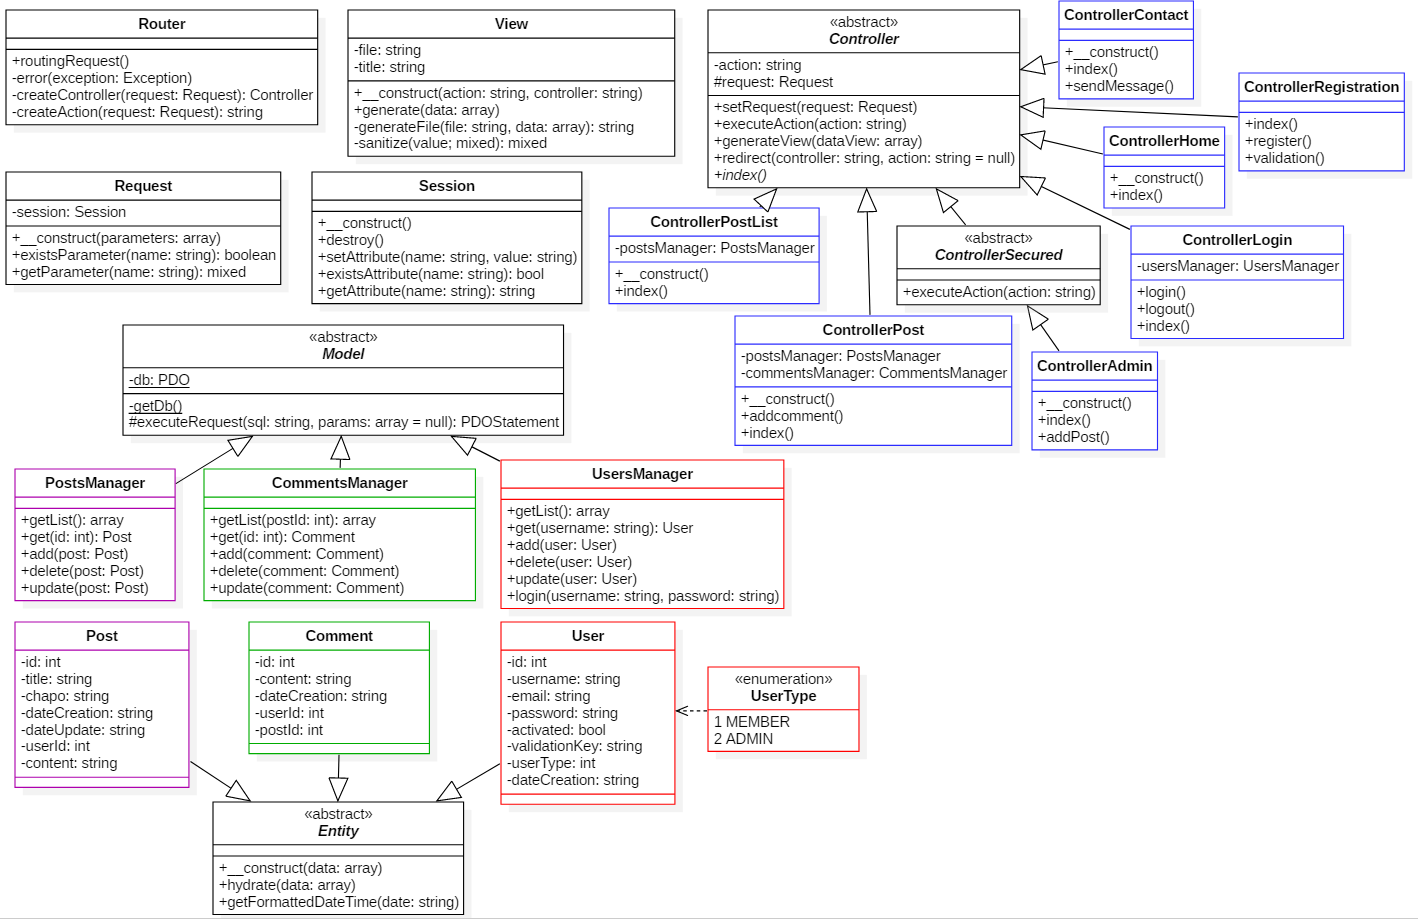 Router
+routingRequest()
-error(exception: Exception)
-createController(request: Request): Controller
-createAction(request: Request): string
View
-file: string
-title: string
+__construct(action: string, controller: string)
+generate(data: array)
-generateFile(file: string, data: array): string
-sanitize(value; mixed): mixed
«abstract»
Controller
-action: string
#request: Request
+setRequest(request: Request)
+executeAction(action: string)
+generateView(dataView: array)
+redirect(controller: string, action: string = null)
+index()
ControllerContact
+__construct()
+index()
+sendMessage()
ControllerRegistration
+index()
+register()
+validation()
ControllerHome
+__construct()
+index()
Request
-session: Session
+__construct(parameters: array)
+existsParameter(name: string): boolean
+getParameter(name: string): mixed
Session
+__construct()
+destroy()
+setAttribute(name: string, value: string)
+existsAttribute(name: string): bool
+getAttribute(name: string): string
ControllerPostList
-postsManager: PostsManager
+__construct()
+index()
«abstract»
ControllerSecured
+executeAction(action: string)
ControllerLogin
-usersManager: UsersManager
+login()
+logout()
+index()
ControllerPost
-postsManager: PostsManager
-commentsManager: CommentsManager
+__construct()
+addcomment()
+index()
ControllerAdmin
+__construct()
+index()
+addPost()
«abstract»
Model
-db: PDO
-getDb()
#executeRequest(sql: string, params: array = null): PDOStatement
PostsManager
+getList(): array
+get(id: int): Post
+add(post: Post)
+delete(post: Post)
+update(post: Post)
CommentsManager
+getList(postId: int): array
+get(id: int): Comment
+add(comment: Comment)
+delete(comment: Comment)
+update(comment: Comment)
UsersManager
+getList(): array
+get(username: string): User
+add(user: User)
+delete(user: User)
+update(user: User)
+login(username: string, password: string)
Post
-id: int
-title: string
-chapo: string
-dateCreation: string
-dateUpdate: string
-userId: int
-content: string
Comment
-id: int
-content: string
-dateCreation: string
-userId: int
-postId: int
User
-id: int
-username: string
-email: string
-password: string
-activated: bool
-validationKey: string
-userType: int
-dateCreation: string
«enumeration»
UserType
1 MEMBER
2 ADMIN
«abstract»
Entity
+__construct(data: array)
+hydrate(data: array)
+getFormattedDateTime(date: string)